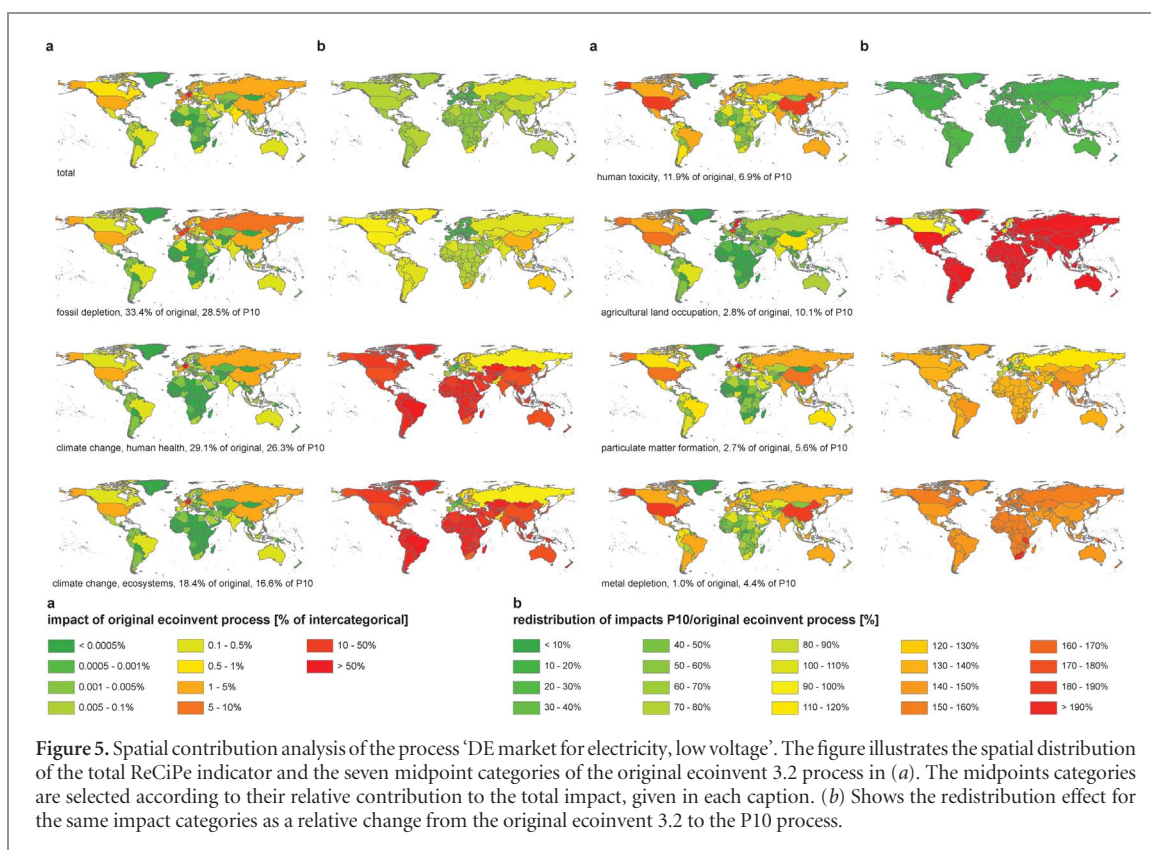 a
b
a
b
total
human toxicity, 11.9% of original, 6.9% of P10
fossil depletion, 33.4% of original, 28.5% of P10
agricultural land occupation, 2.8% of original, 10.1% of P10
climate change, human health, 29.1% of original, 26.3% of P10
particulate matter formation, 2.7% of original, 5.6% of P10
climate change, ecosystems, 18.4% of original, 16.6% of P10
metal depletion, 1.0% of original, 4.4% of P10
a
impact of original ecoinvent process [% of intercategorical]
< 0.0005%
0.0005 - 0.001%
0.001 - 0.005%
0.005 - 0.1%
0.1 - 0.5%
0.5 - 1%
1 - 5%
5 - 10%
10 - 50%
> 50%
b
redistribution of impacts P10/original ecoinvent process [%]
< 10%
10 - 20%
20 - 30%
30 - 40%
40 - 50%
50 - 60%
60 - 70%
70 - 80%
80 - 90%
100 - 110%
90 - 100%
110 - 120%
120 - 130%
130 - 140%
140 - 150%
150 - 160%
160 - 170%
170 - 180%
180 - 190%
> 190%
Figure 5. Spatial contribution analysis of the process ‘DE market for electricity, low voltage’. The figure illustrates the spatial distribution
of the total ReCiPe indicator and the seven midpoint categories of the original ecoinvent 3.2 process in (a). The midpoints categories
are selected according to their relative contribution to the total impact, given in each caption. (b) Shows the redistribution effect for
the same impact categories as a relative change from the original ecoinvent 3.2 to the P10 process.